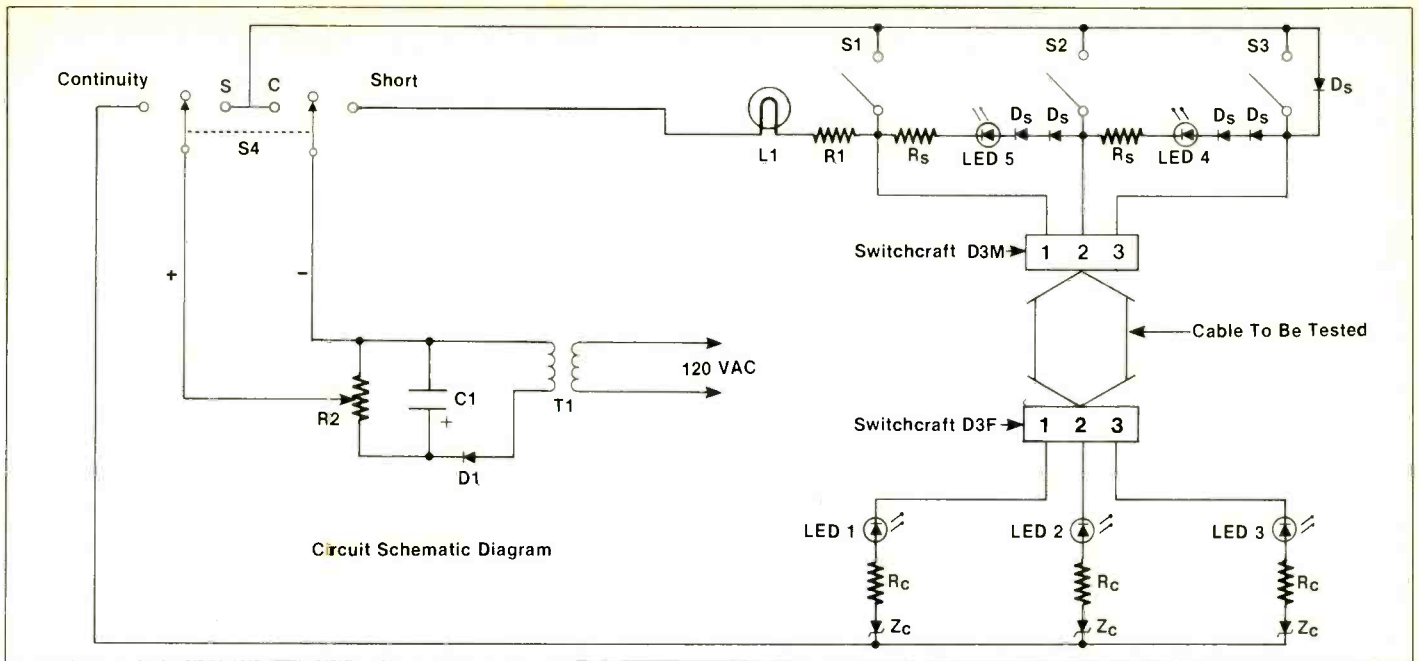 Continuity
S
C
Short
S4
S1
S2
S3
Ds
L1
R1
Rs
LED 5
Ds
Ds
Rs
LED 4
Ds
Ds
Switchcraft D3M
1 2 3
+
−
Cable To Be Tested
120 VAC
R2
C1
+
T1
D1
Switchcraft D3F
1 2 3
LED 1
LED 2
LED 3
Circuit Schematic Diagram
Rc
Rc
Rc
Zc
Zc
Zc